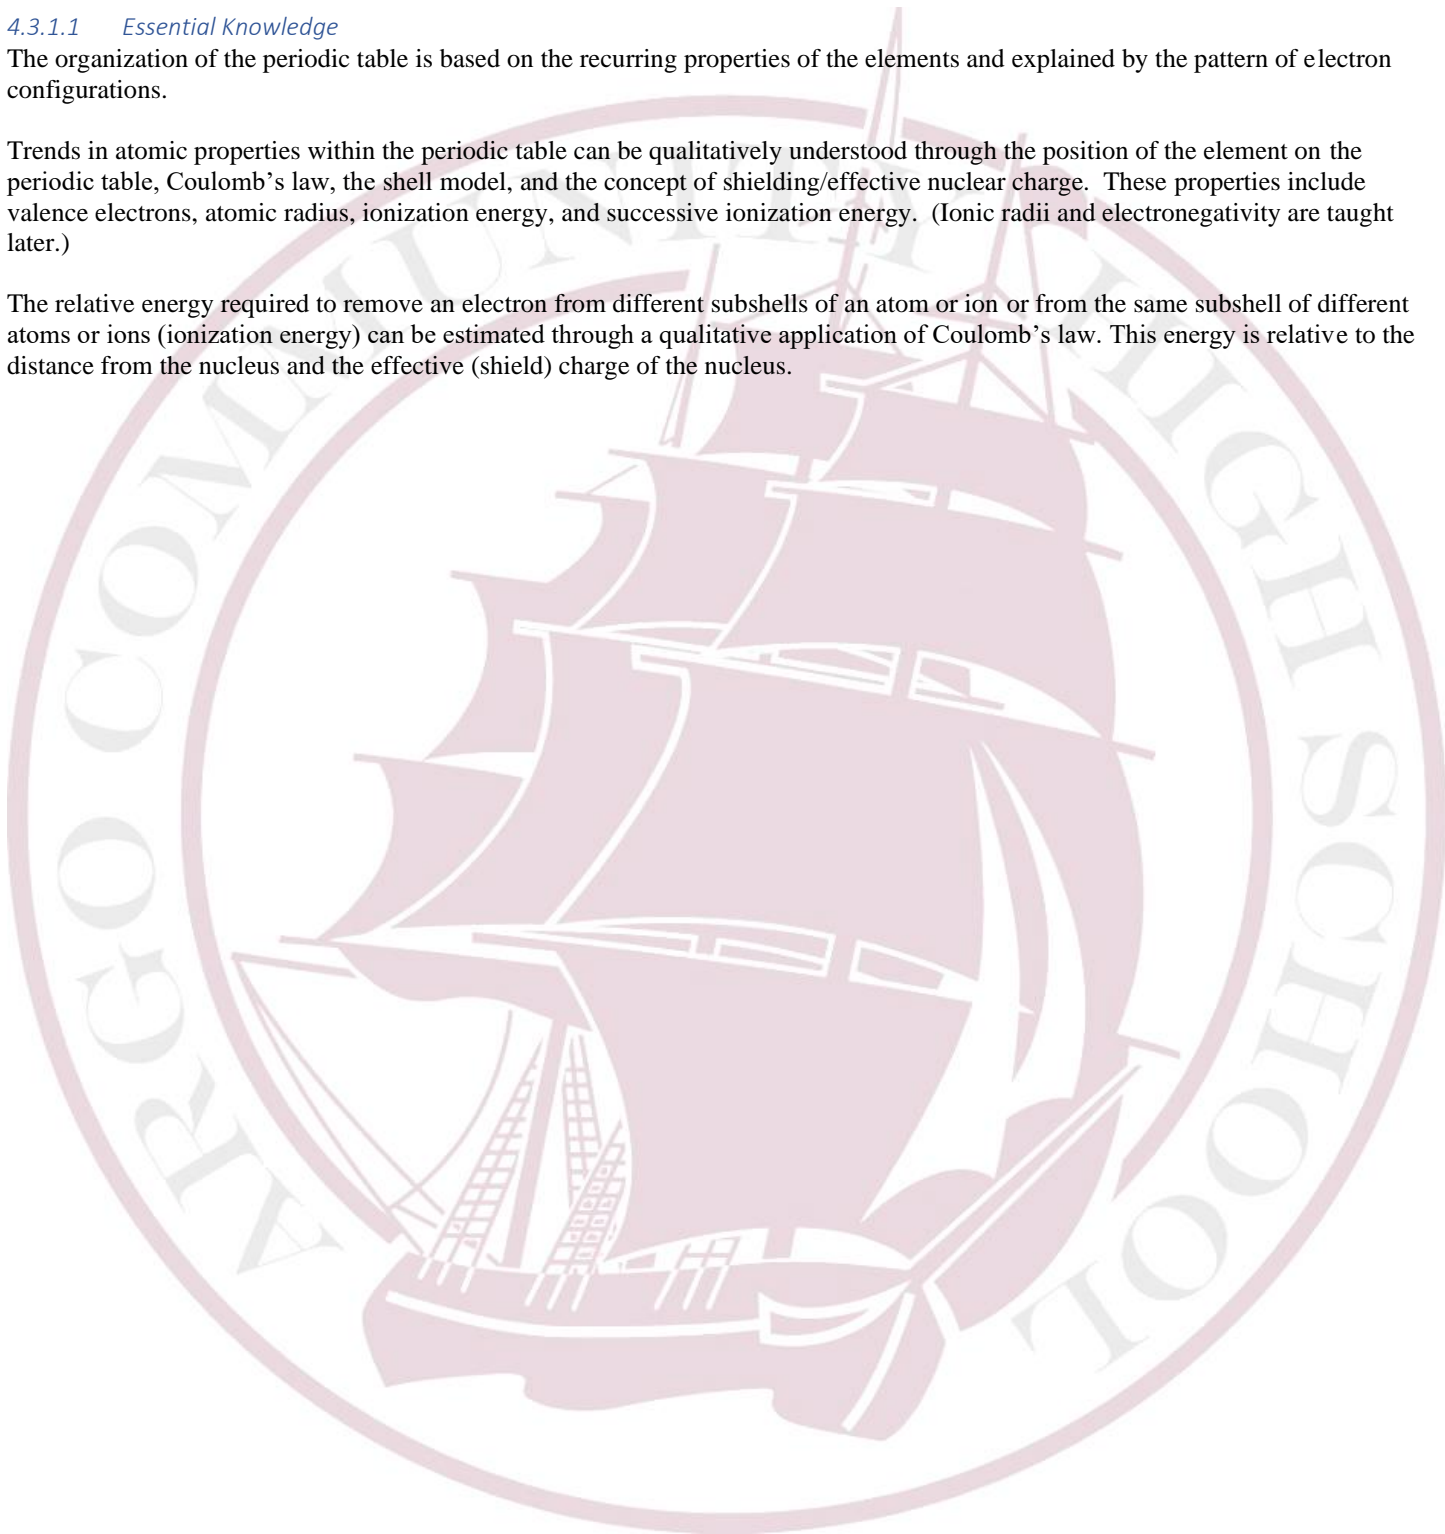 4.3.1.1 Essential Knowledge
The organization of the periodic table is based on the recurring properties of the elements and explained by the pattern of electron
configurations.
Trends in atomic properties within the periodic table can be qualitatively understood through the position of the element on the
periodic table, Coulomb’s law, the shell model, and the concept of shielding/effective nuclear charge. These properties include
valence electrons, atomic radius, ionization energy, and successive ionization energy. (Ionic radii and electronegativity are taught
later.)
The relative energy required to remove an electron from different subshells of an atom or ion or from the same subshell of different
atoms or ions (ionization energy) can be estimated through a qualitative application of Coulomb’s law. This energy is relative to the
distance from the nucleus and the effective (shield) charge of the nucleus.
ARGO COMMUNITY HIGH SCHOOL